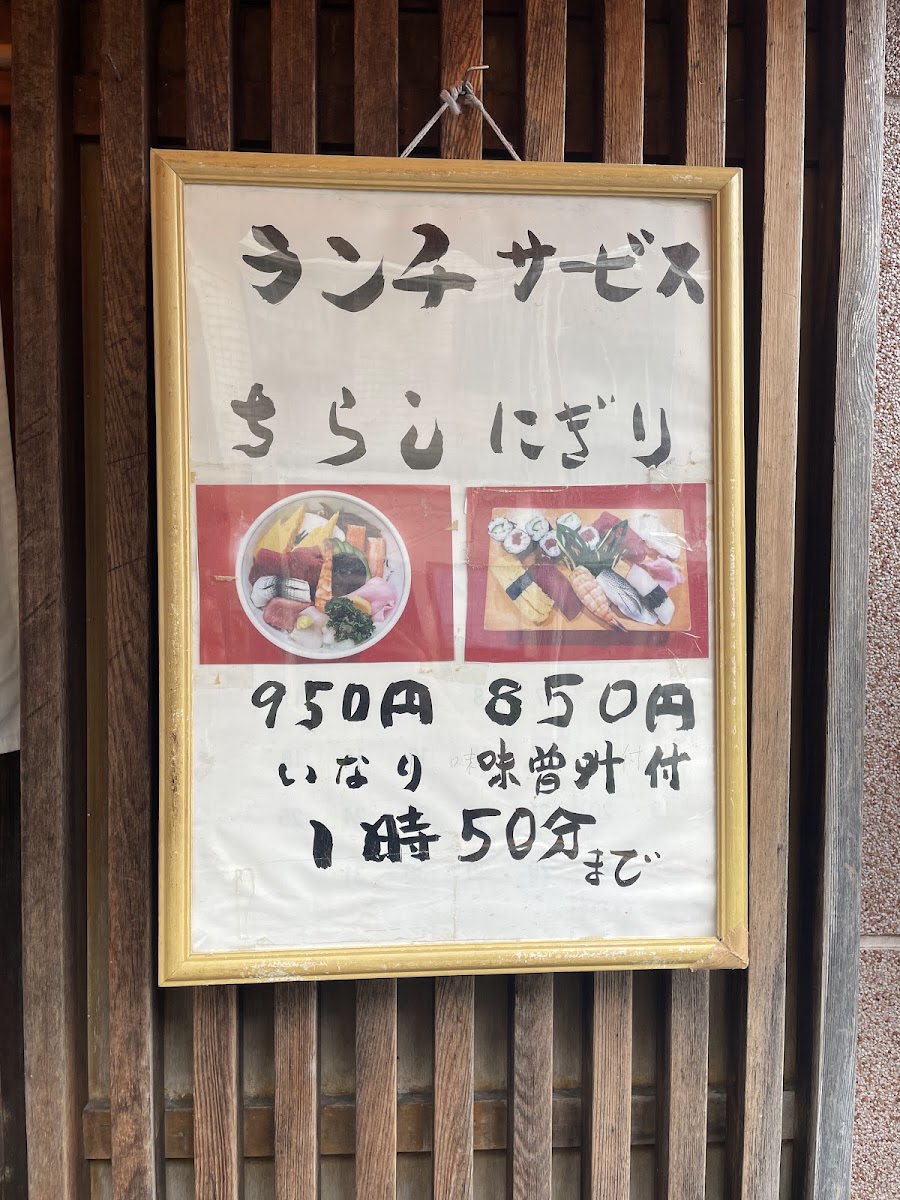 ランチ サービス
ちらし にぎり
950円 850円
いなり 味噌汁付
1時50分まで